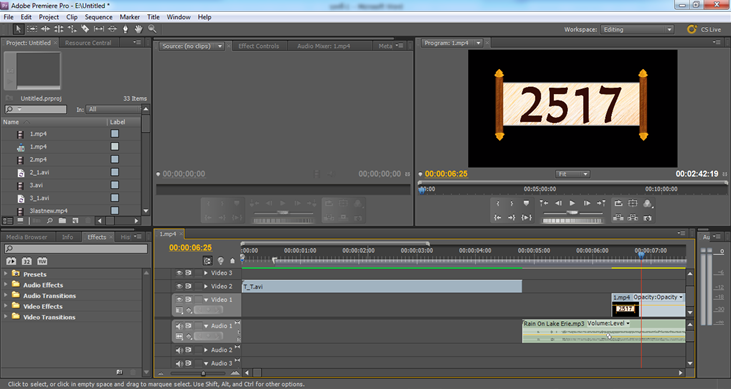 Adobe Premiere Pro - E:\Untitled *
File Edit Project Clip Sequence Marker Title Window Help
Workspace: Editing CS Live
Project: Untitled Resource Central
Untitled.prproj 33 Items
In: All
Name Label
1.mp4
1.mp4
2.mp4
2_1.avi
3.avi
3_1.avi
3lastnew.mp4
Source: (no clips) Effect Controls Audio Mixer: 1.mp4 Meta
00;00;00;00 00;00;00;00
Program: 1.mp4
2517
00:00:06:25 Fit 00:02:42:19
00:00 00:05:00:00 00:10:00:00
Media Browser Info Effects
Presets
Audio Effects
Audio Transitions
Video Effects
Video Transitions
1.mp4
00:00:06:25
:00:00 00:00:01:00 00:00:02:00 00:00:03:00 00:00:04:00 00:00:05:00 00:00:06:00 00:00:07:00
Video 3
Video 2 T_T.avi
Video 1 1.mp4 Opacity:Opacity
2517
Audio 1 Rain On Lake Erie.mp3 Volume:Level
Audio 2
Audio 3
Au
0
-6
-12
-18
-30
Click to select, or click in empty space and drag to marquee select. Use Shift, Alt, and Ctrl for other options.